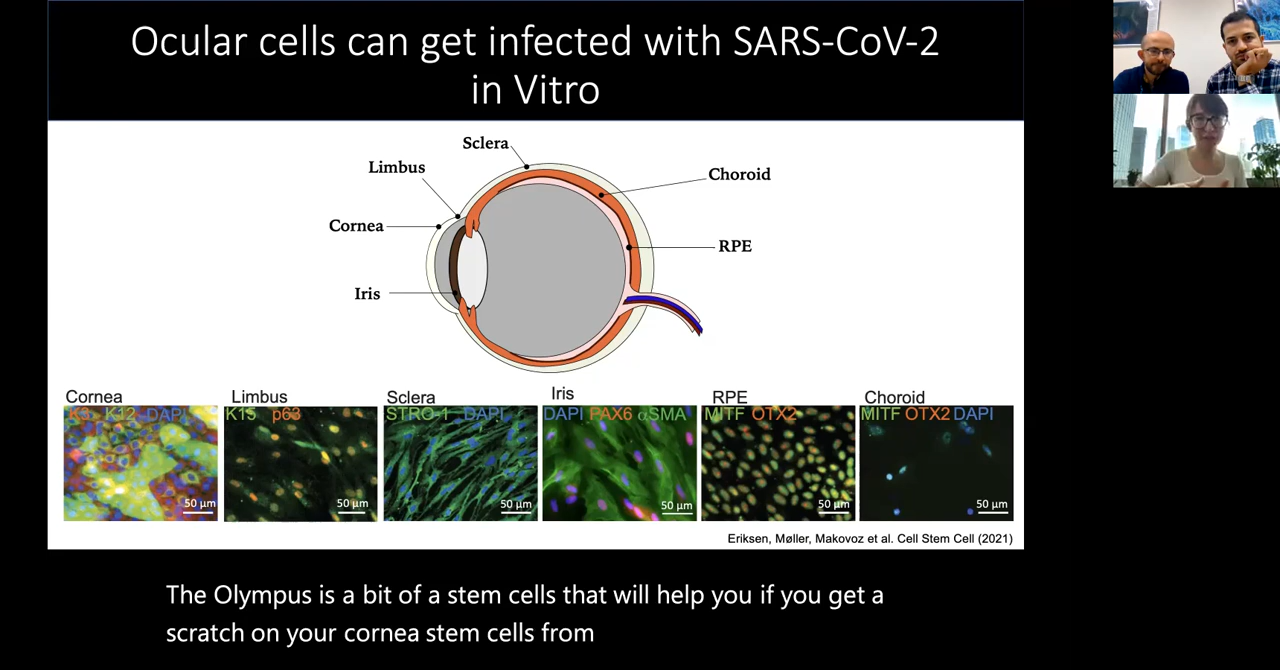 Ocular cells can get infected with SARS-CoV-2
in Vitro
Sclera
Limbus
Choroid
Cornea
RPE
Iris
Cornea
K3 K12 DAPI
50 µm
Limbus
K15 p63
50 µm
Sclera
STRO-1 DAPI
50 µm
Iris
DAPI PAX6 αSMA
50 µm
RPE
MITF OTX2
50 µm
Choroid
MITF OTX2 DAPI
50 µm
Eriksen, Møller, Makovoz et al. Cell Stem Cell (2021)
The Olympus is a bit of a stem cells that will help you if you get a
scratch on your cornea stem cells from